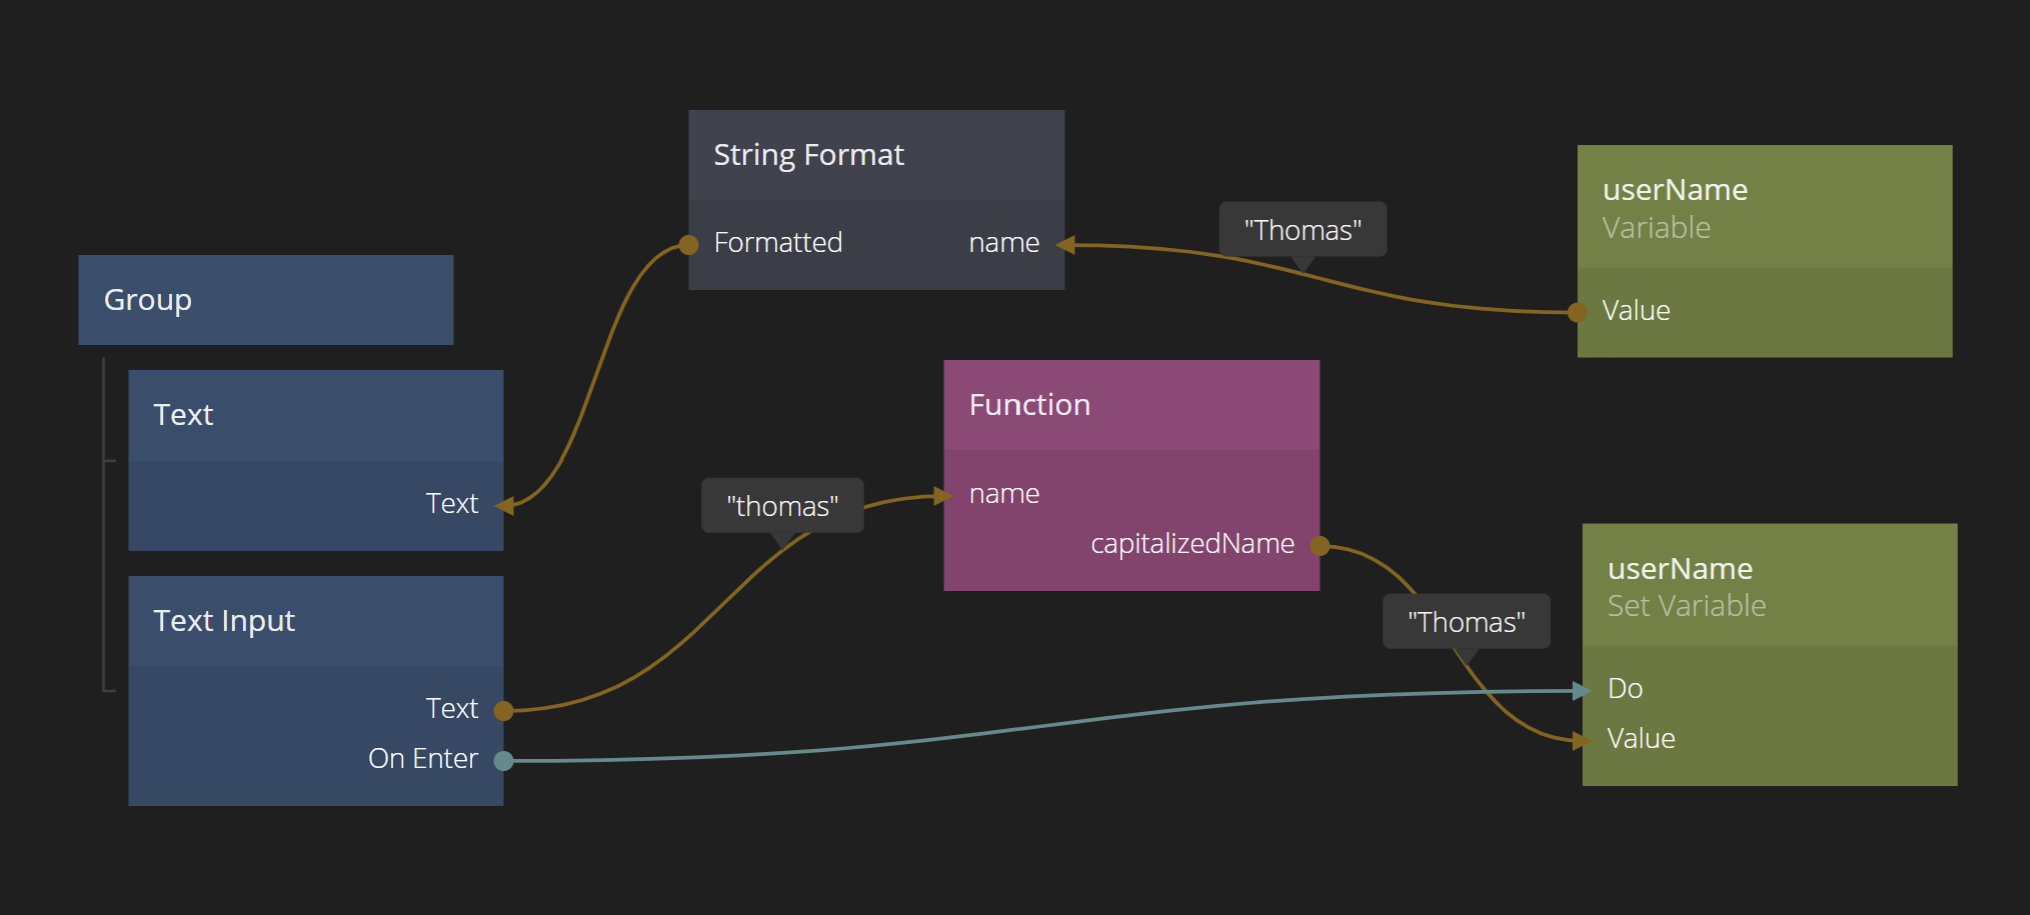 String Format
Formatted
name
"Thomas"
userName
Variable
Value
Group
Text
Text
Function
name
capitalizedName
"thomas"
"Thomas"
userName
Set Variable
Do
Value
Text Input
Text
On Enter